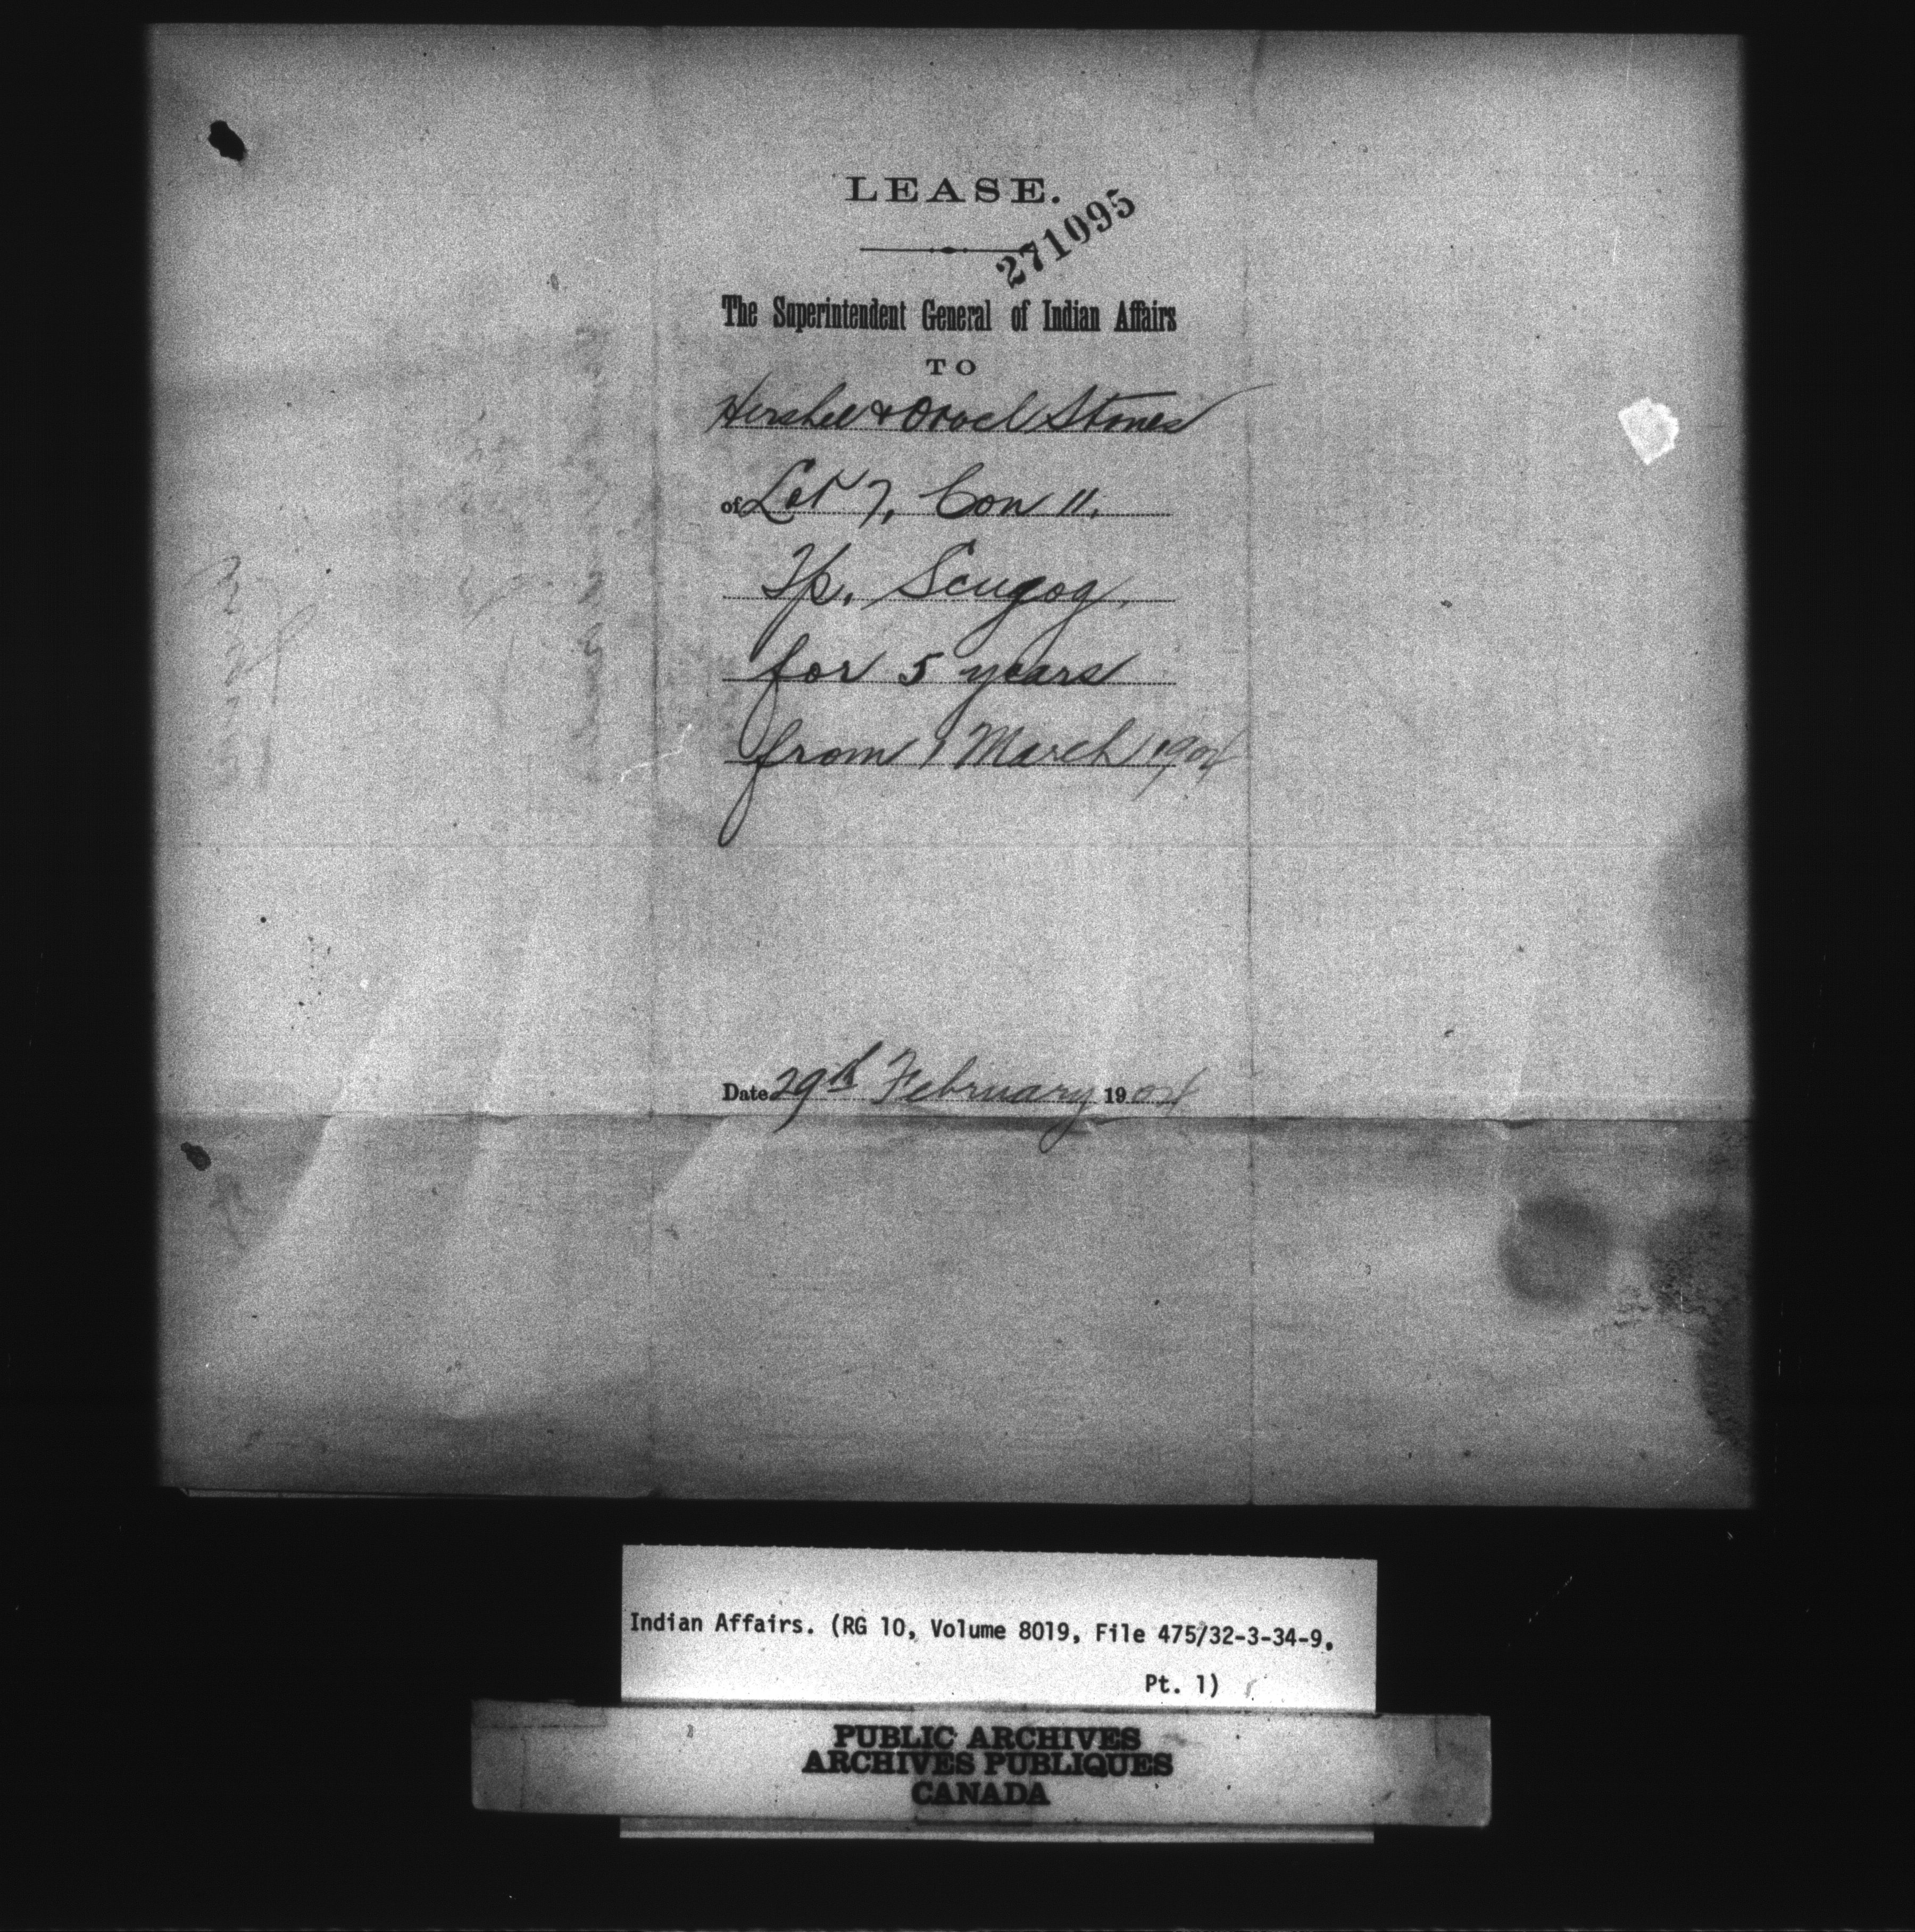 LEASE.
271095
The Superintendent General of Indian Affairs
TO
Hershel & Orvel Stones
of Lot 7, Con 11.
Tp. Scugog.
for 5 years
from 1 March 1904
Date 29th February 1904
Indian Affairs. (RG 10, Volume 8019, File 475/32-3-34-9,
Pt. 1)
PUBLIC ARCHIVES
ARCHIVES PUBLIQUES
CANADA